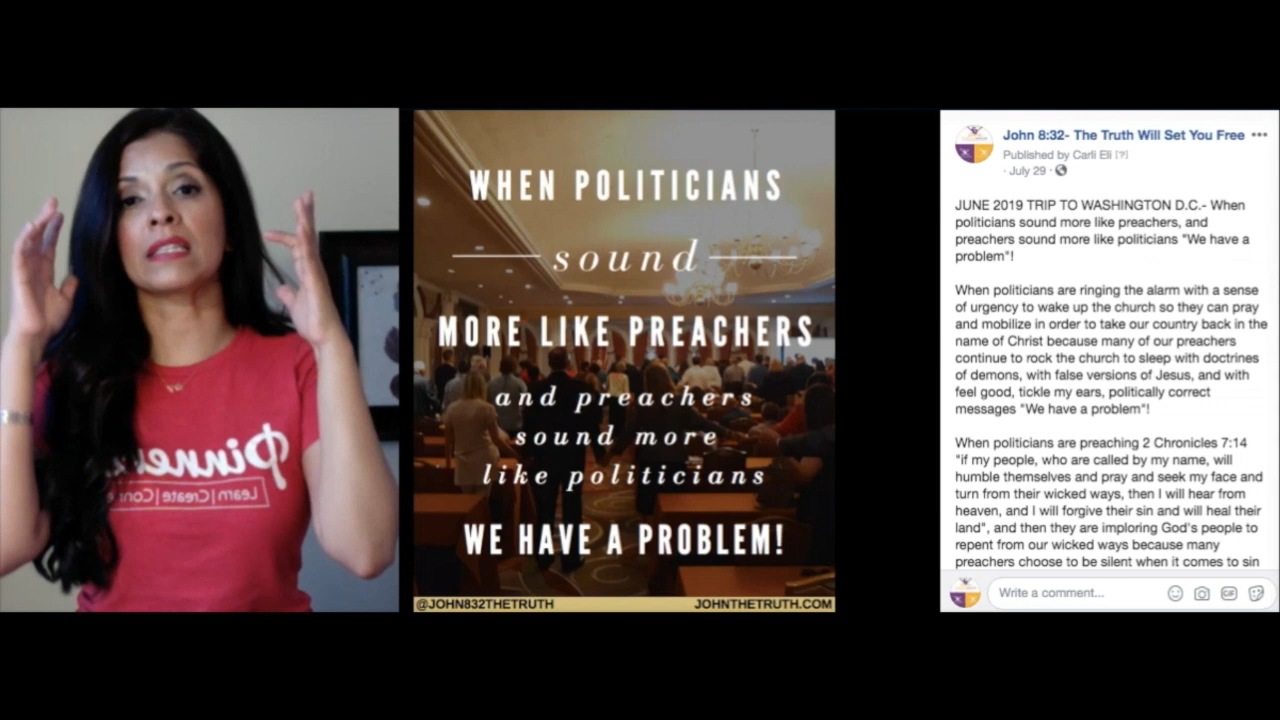 Pinne
Learn|Create|Conn
WHEN POLITICIANS
sound
MORE LIKE PREACHERS
and preachers
sound more
like politicians
WE HAVE A PROBLEM!
@JOHN832THETRUTH JOHNTHETRUTH.COM
John 8:32- The Truth Will Set You Free
Published by Carli Eli [?]
· July 29 ·
JUNE 2019 TRIP TO WASHINGTON D.C.- When
politicians sound more like preachers, and
preachers sound more like politicians "We have a
problem"!
When politicians are ringing the alarm with a sense
of urgency to wake up the church so they can pray
and mobilize in order to take our country back in the
name of Christ because many of our preachers
continue to rock the church to sleep with doctrines
of demons, with false versions of Jesus, and with
feel good, tickle my ears, politically correct
messages "We have a problem"!
When politicians are preaching 2 Chronicles 7:14
"if my people, who are called by my name, will
humble themselves and pray and seek my face and
turn from their wicked ways, then I will hear from
heaven, and I will forgive their sin and will heal their
land", and then they are imploring God's people to
repent from our wicked ways because many
preachers choose to be silent when it comes to sin
Write a comment...
GIF